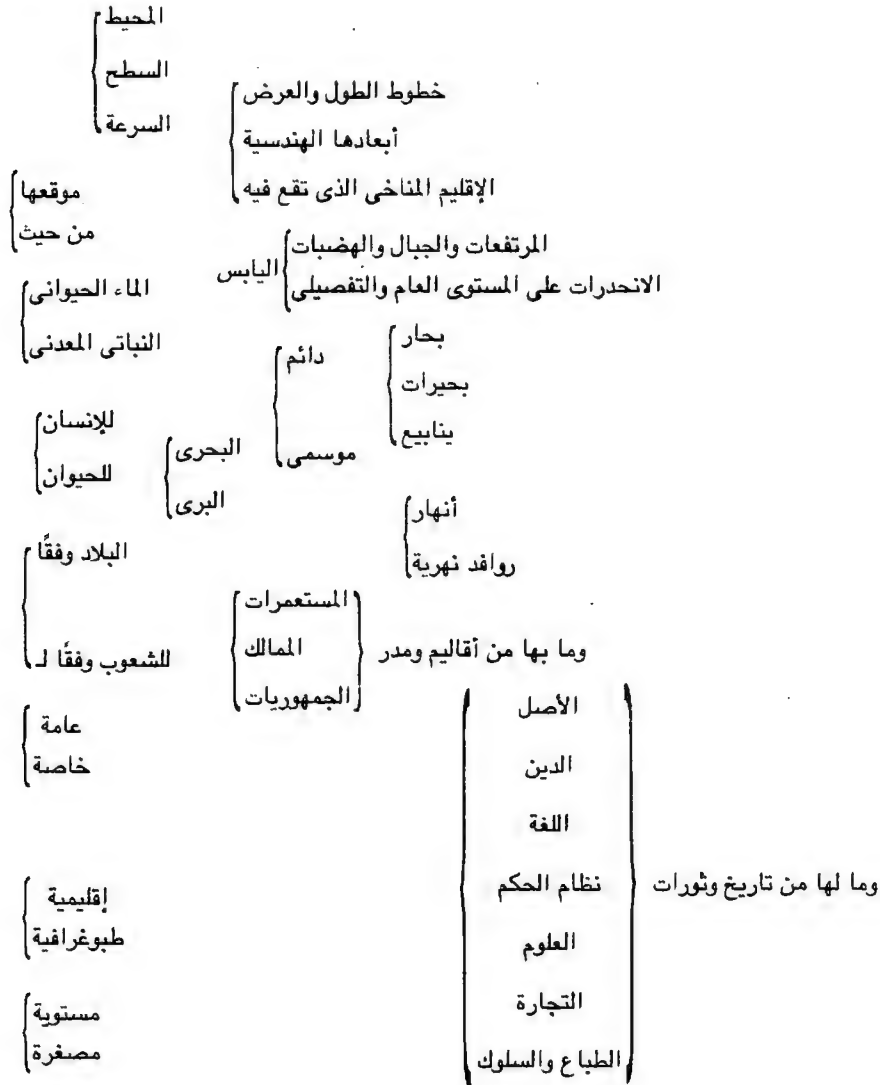 المحيط
السطح
السرعة
خطوط الطول والعرض
أبعادها الهندسية
الإقليم المناخى الذى تقع فيه
موقعها
من حيث
المرتفعات والجبال والهضبات
اليابس
الانحدرات على المستوى العام والتفصيلى
الماء الحيوانى
النباتى المعدنى
بحار
بحيرات
ينابيع
دائم
موسمى
للإنسان
للحيوان
البحرى
البرى
أنهار
روافد نهرية
البلاد وفقًا
للشعوب وفقًا لـ
المستعمرات
الممالك
الجمهوريات
وما بها من أقاليم ومدر
عامة
خاصة
الأصل
الدين
اللغة
نظام الحكم
العلوم
التجارة
الطباع والسلوك
وما لها من تاريخ وثورات
إقليمية
طبوغرافية
مستوية
مصغرة